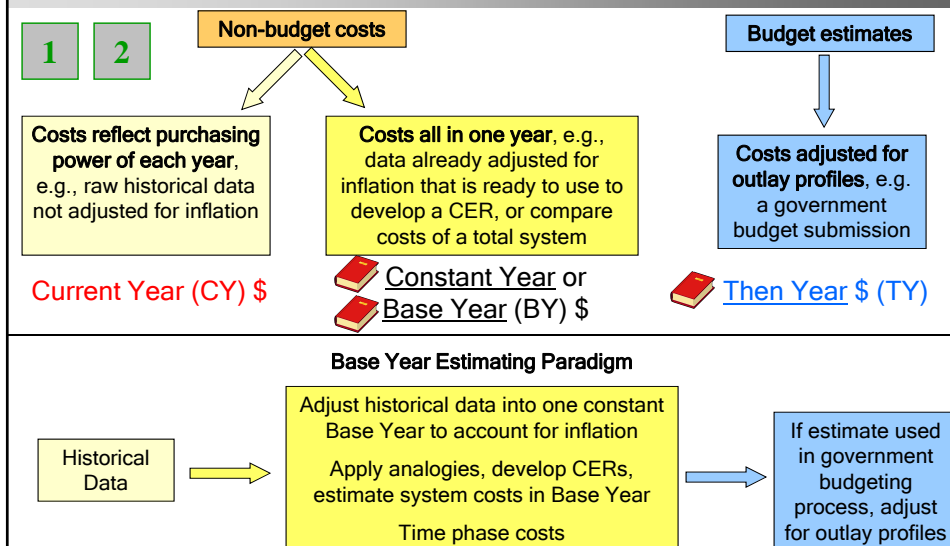 1
2
Non-budget costs
Budget estimates
Costs reflect purchasing
power of each year,
e.g., raw historical data
not adjusted for inflation
Costs all in one year, e.g.,
data already adjusted for
inflation that is ready to use to
develop a CER, or compare
costs of a total system
Costs adjusted for
outlay profiles, e.g.
a government
budget submission
Current Year (CY) $
Constant Year or
Base Year (BY) $
Then Year $ (TY)
Base Year Estimating Paradigm
Historical
Data
Adjust historical data into one constant
Base Year to account for inflation
Apply analogies, develop CERs,
estimate system costs in Base Year
Time phase costs
If estimate used
in government
budgeting
process, adjust
for outlay profiles